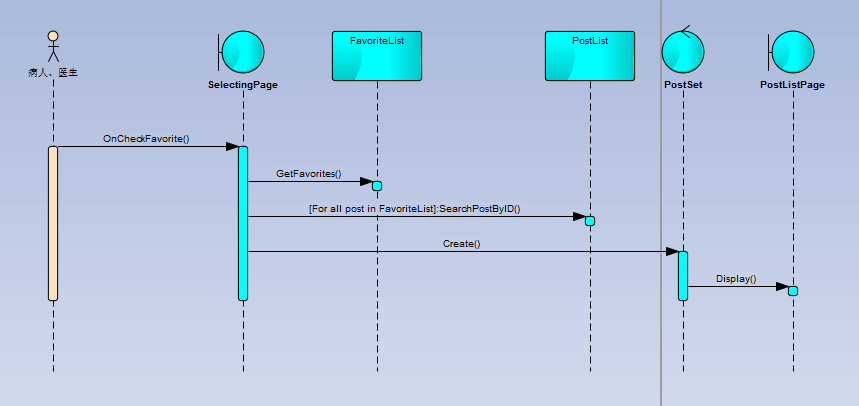 FavoriteList
PostList
病人、医生
SelectingPage
PostSet
PostListPage
OnCheckFavorite()
GetFavorites()
[For all post in FavoriteList]:SearchPostByID()
Create()
Display()